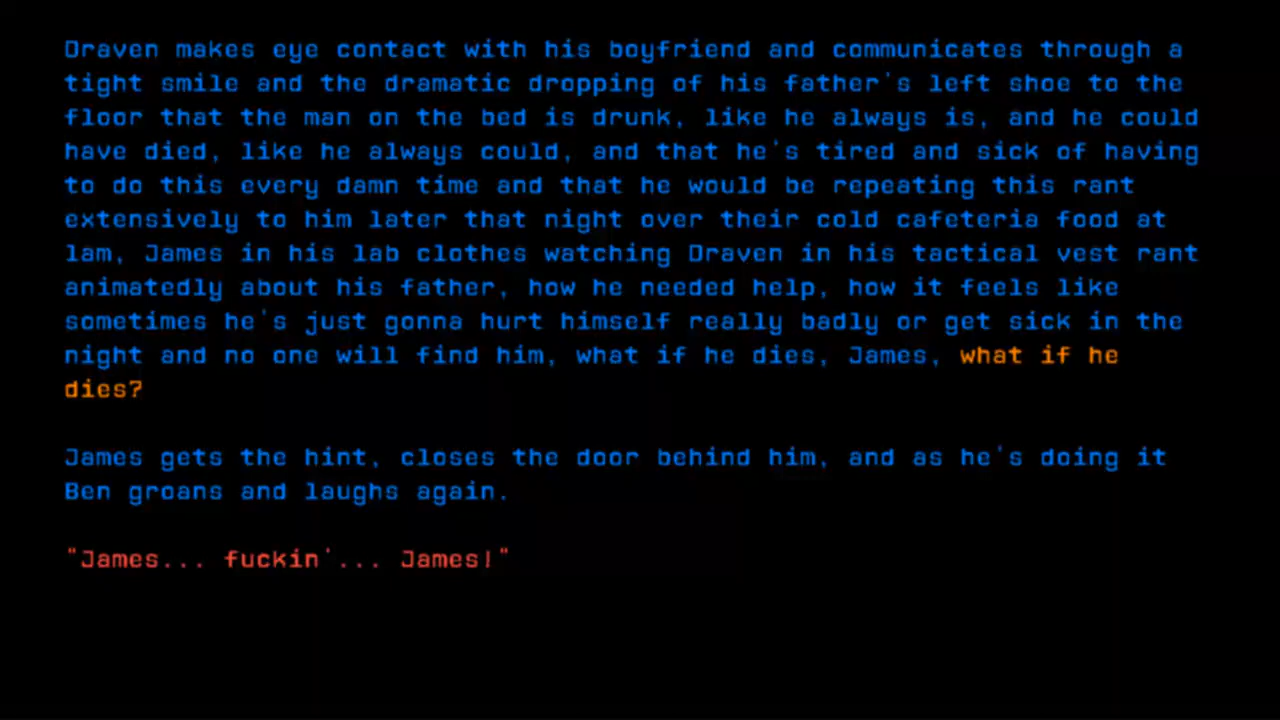 Draven makes eye contact with his boyfriend and communicates through a
tight smile and the dramatic dropping of his father's left shoe to the
floor that the man on the bed is drunk, like he always is, and he could
have died, like he always could, and that he's tired and sick of having
to do this every damn time and that he would be repeating this rant
extensively to him later that night over their cold cafeteria food at
1am, James in his lab clothes watching Draven in his tactical vest rant
animatedly about his father, how he needed help, how it feels like
sometimes he's just gonna hurt himself really badly or get sick in the
night and no one will find him, what if he dies, James, what if he
dies?
James gets the hint, closes the door behind him, and as he's doing it
Ben groans and laughs again.
"James... fuckin'... James!"